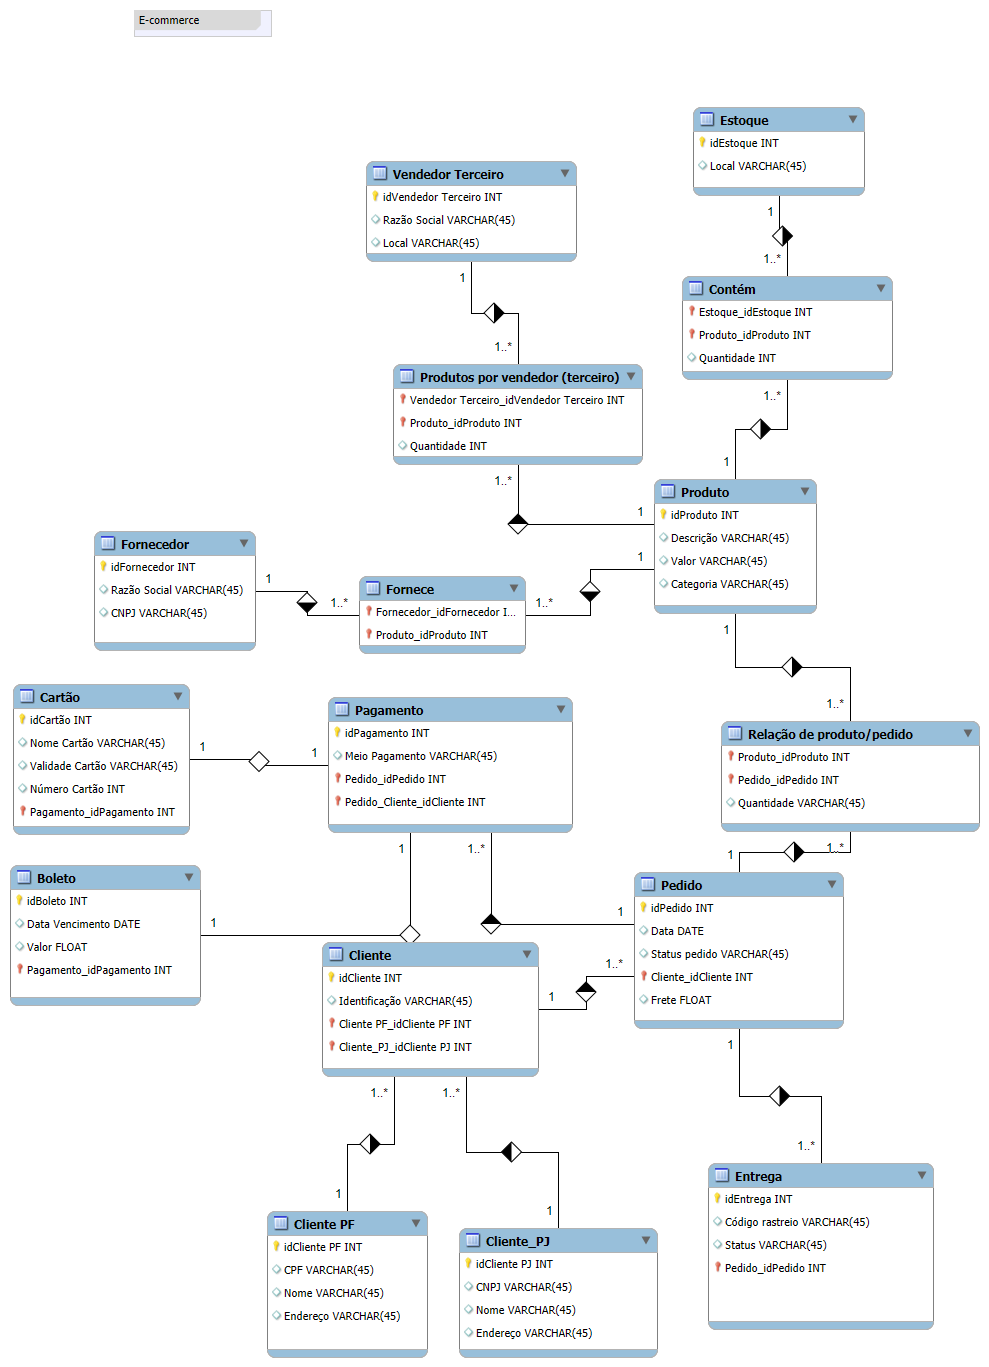 E-commerce
Estoque
idEstoque INT
Local VARCHAR(45)
1
1..*
Vendedor Terceiro
idVendedor Terceiro INT
Razão Social VARCHAR(45)
Local VARCHAR(45)
1
1..*
Contém
Estoque_idEstoque INT
Produto_idProduto INT
Quantidade INT
1..*
1
Produtos por vendedor (terceiro)
Vendedor Terceiro_idVendedor Terceiro INT
Produto_idProduto INT
Quantidade INT
1..*
1
Produto
idProduto INT
Descrição VARCHAR(45)
Valor VARCHAR(45)
Categoria VARCHAR(45)
1
1
1..*
Fornecedor
idFornecedor INT
Razão Social VARCHAR(45)
CNPJ VARCHAR(45)
1
1..*
Fornece
Fornecedor_idFornecedor I...
Produto_idProduto INT
1..*
Cartão
idCartão INT
Nome Cartão VARCHAR(45)
Validade Cartão VARCHAR(45)
Número Cartão INT
Pagamento_idPagamento INT
1
1
Pagamento
idPagamento INT
Meio Pagamento VARCHAR(45)
Pedido_idPedido INT
Pedido_Cliente_idCliente INT
1
1..*
Relação de produto/pedido
Produto_idProduto INT
Pedido_idPedido INT
Quantidade VARCHAR(45)
1..*
1
Boleto
idBoleto INT
Data Vencimento DATE
Valor FLOAT
Pagamento_idPagamento INT
1
Pedido
idPedido INT
Data DATE
Status pedido VARCHAR(45)
Cliente_idCliente INT
Frete FLOAT
1
1..*
1
1
Cliente
idCliente INT
Identificação VARCHAR(45)
Cliente PF_idCliente PF INT
Cliente_PJ_idCliente PJ INT
1..*
1..*
1
1
1..*
Cliente PF
idCliente PF INT
CPF VARCHAR(45)
Nome VARCHAR(45)
Endereço VARCHAR(45)
Cliente_PJ
idCliente PJ INT
CNPJ VARCHAR(45)
Nome VARCHAR(45)
Endereço VARCHAR(45)
Entrega
idEntrega INT
Código rastreio VARCHAR(45)
Status VARCHAR(45)
Pedido_idPedido INT